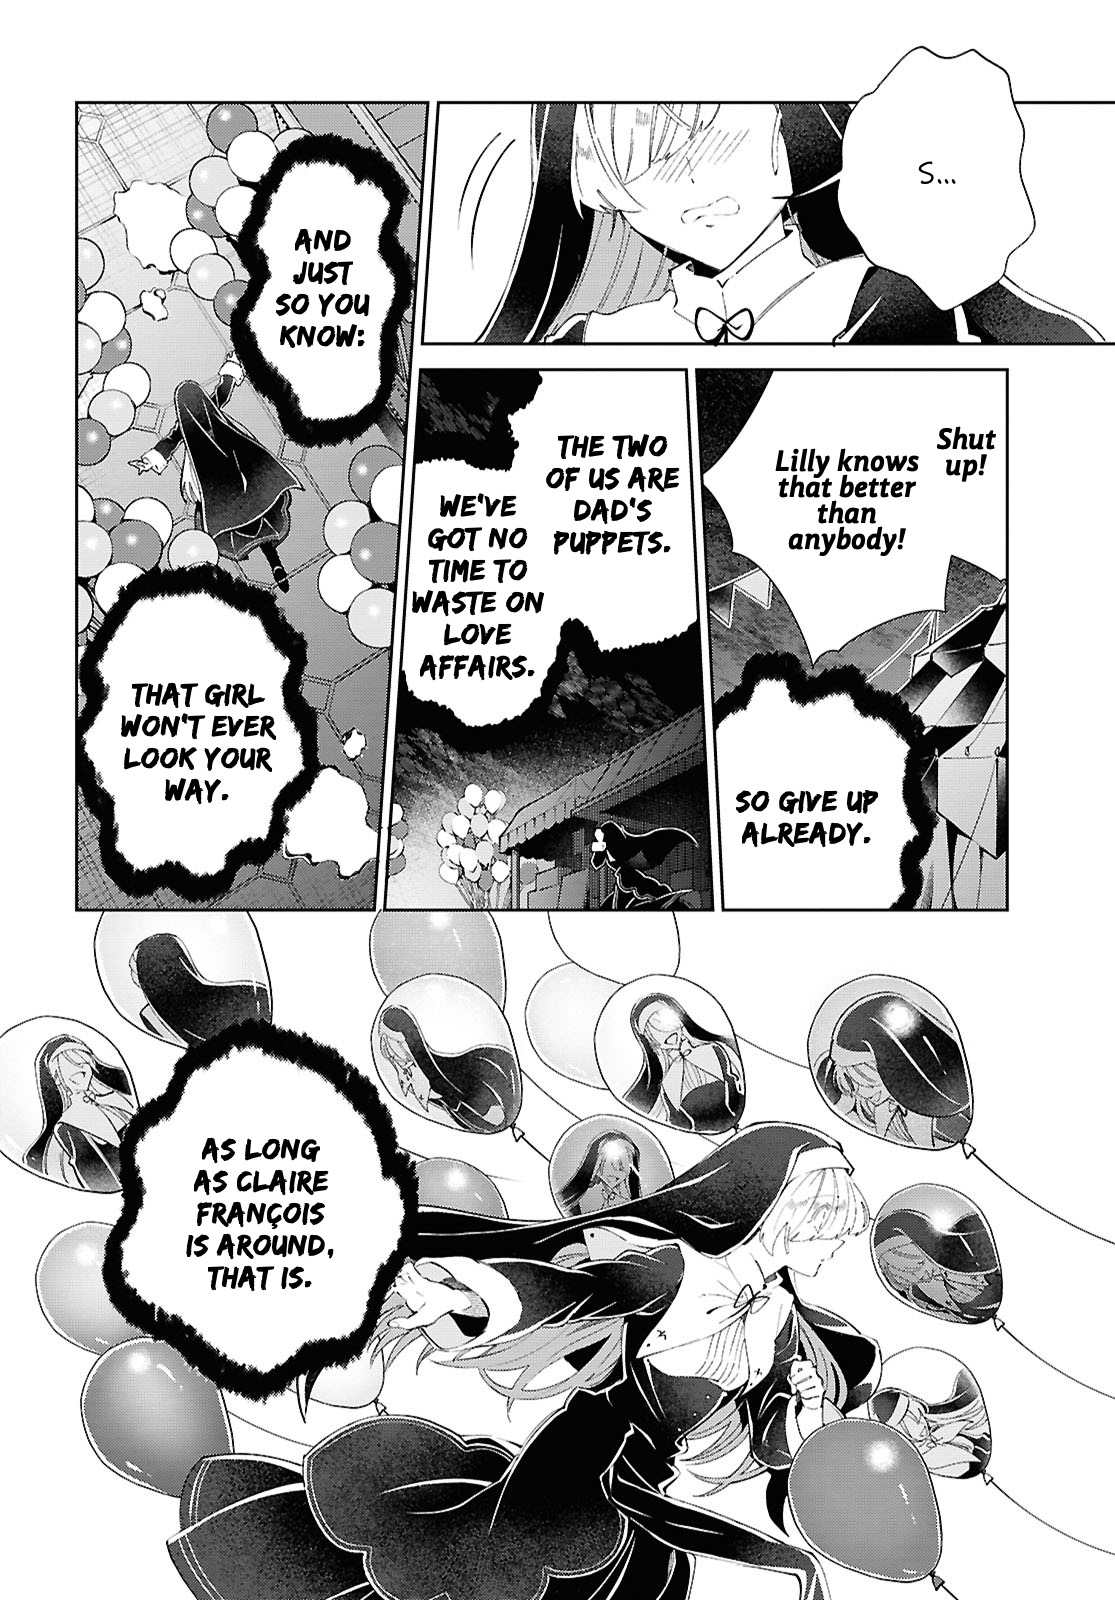 S...
AND
JUST
SO YOU
KNOW:
Shut
up!
Lilly knows
that better
than
anybody!
SO GIVE UP
ALREADY.
THE TWO
OF US ARE
DAD'S
PUPPETS.
WE'VE
GOT NO
TIME TO
WASTE ON
LOVE
AFFAIRS.
THAT GIRL
WON'T EVER
LOOK YOUR
WAY.
AS LONG
AS CLAIRE
FRANÇOIS
IS AROUND,
THAT IS.